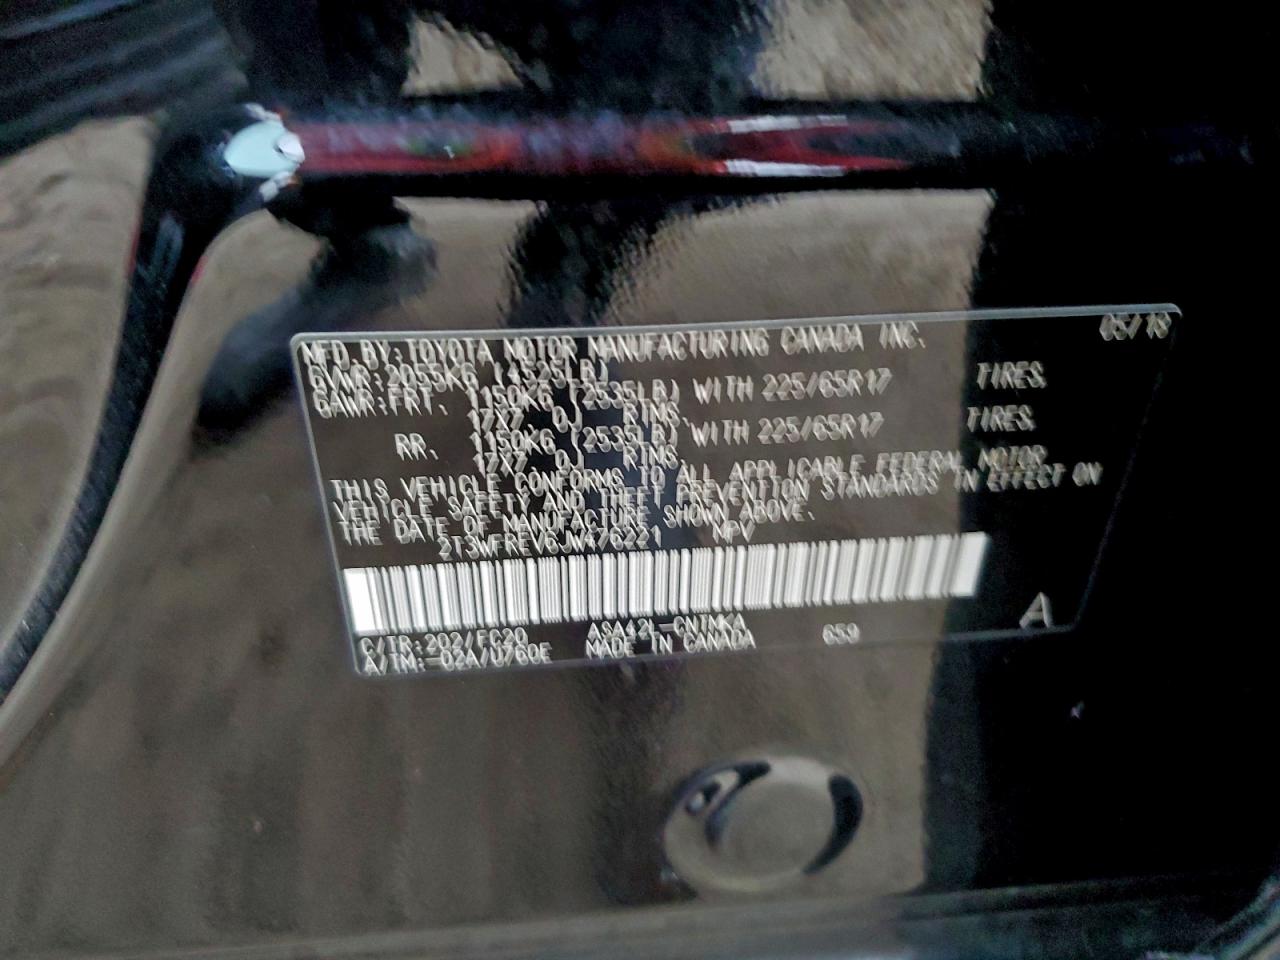 MFD. BY: TOYOTA MOTOR MANUFACTURING CANADA INC. 05/18
GVWR: 2055KG (4525LB)
GAWR: FRT. 1150KG (2535LB) WITH 225/65R17 TIRES,
17X7.0J RIMS.
RR. 1150KG (2535LB) WITH 225/65R17 TIRES,
17X7.0J RIMS.
THIS VEHICLE CONFORMS TO ALL APPLICABLE FEDERAL MOTOR
VEHICLE SAFETY AND THEFT PREVENTION STANDARDS IN EFFECT ON
THE DATE OF MANUFACTURE SHOWN ABOVE.
2T3WFREV6JW476221 MPV
C/TR: 202/FC20 ASA42L-CNTMKA 659 A
A/TM: -02A/U760E MADE IN CANADA